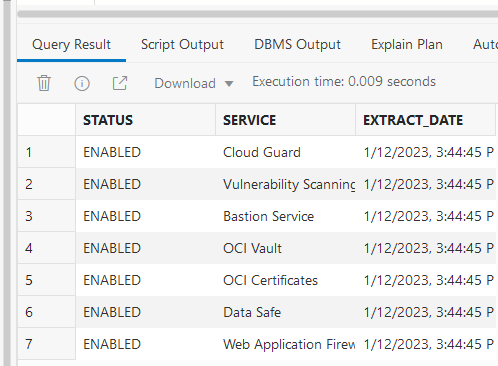 Query Result Script Output DBMS Output Explain Plan Auto
Download Execution time: 0.009 seconds
STATUS SERVICE EXTRACT_DATE
1 ENABLED Cloud Guard 1/12/2023, 3:44:45 P
2 ENABLED Vulnerability Scanning 1/12/2023, 3:44:45 P
3 ENABLED Bastion Service 1/12/2023, 3:44:45 P
4 ENABLED OCI Vault 1/12/2023, 3:44:45 P
5 ENABLED OCI Certificates 1/12/2023, 3:44:45 P
6 ENABLED Data Safe 1/12/2023, 3:44:45 P
7 ENABLED Web Application Firew 1/12/2023, 3:44:45 P